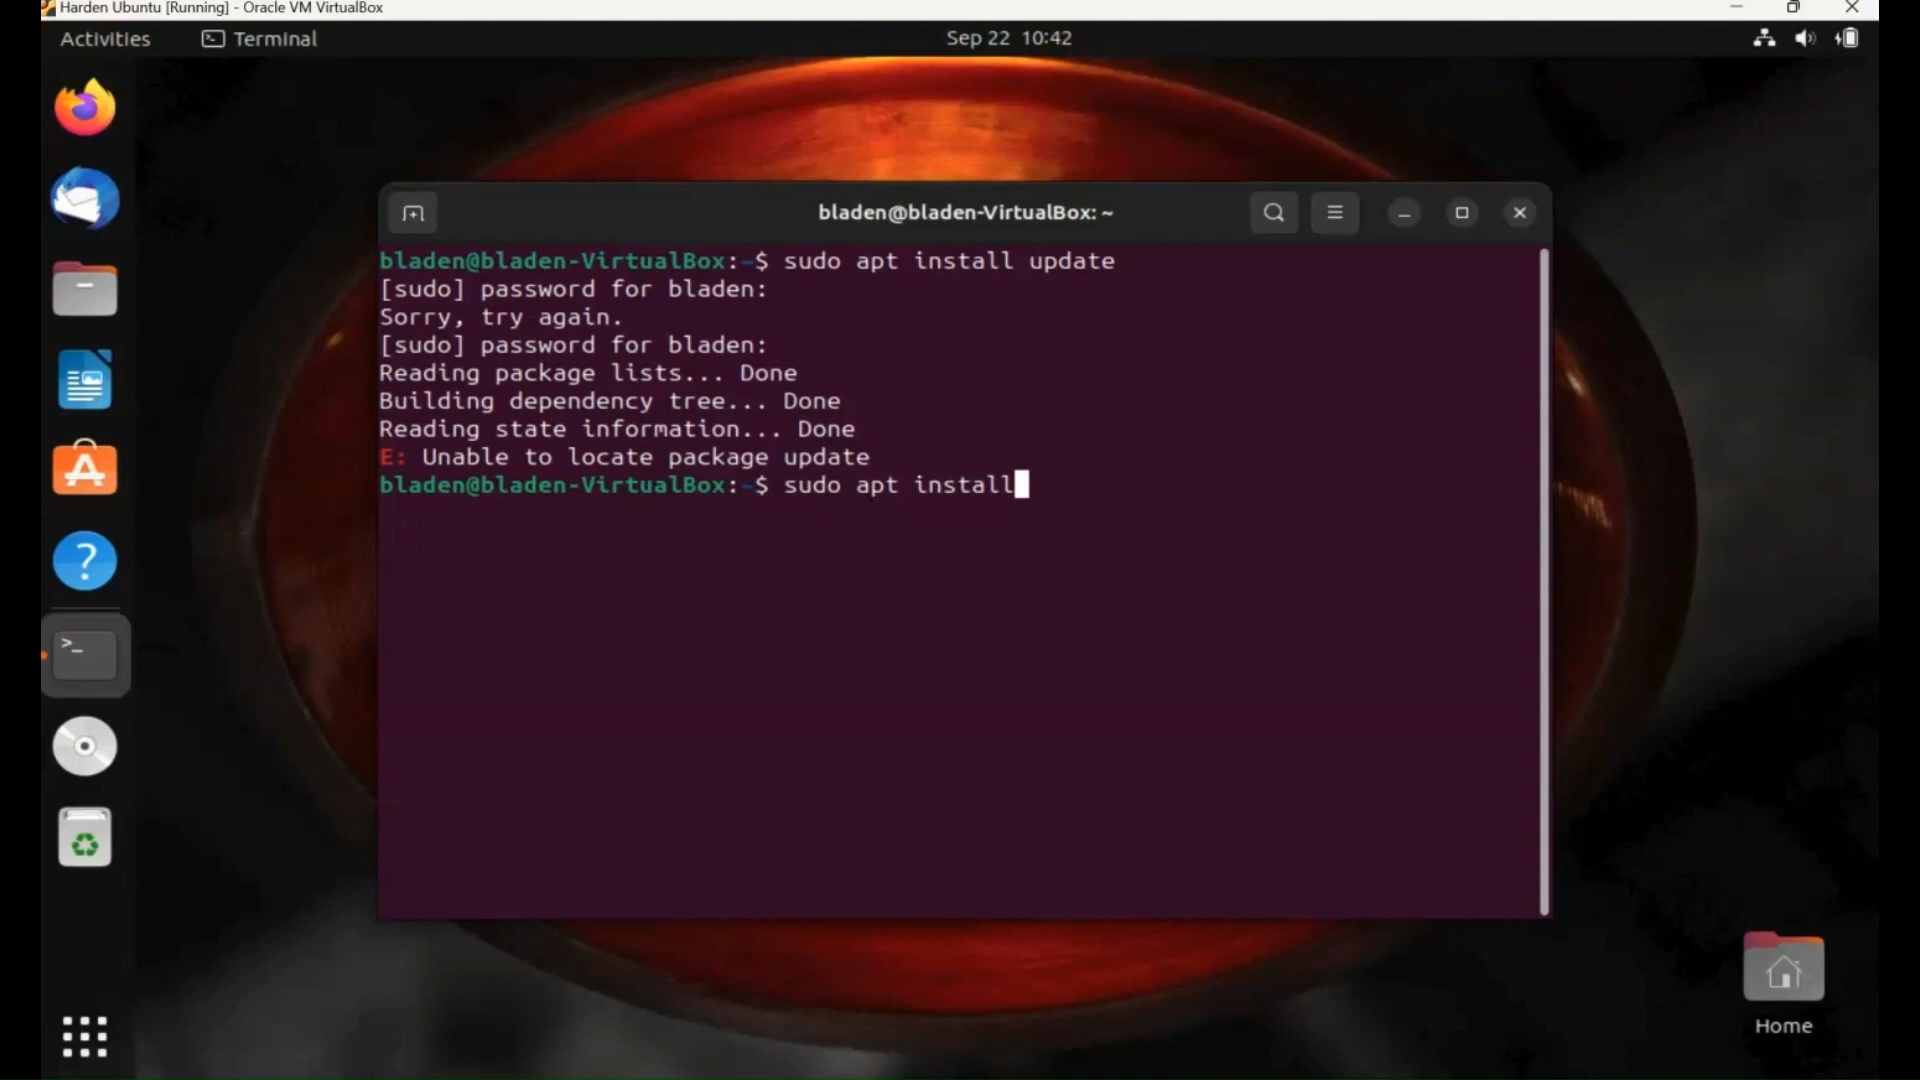 Harden Ubuntu [Running] - Oracle VM VirtualBox
Activities
Terminal
Sep 22 10:42
bladen@bladen-VirtualBox: ~
bladen@bladen-VirtualBox:~$ sudo apt install update
[sudo] password for bladen:
Sorry, try again.
[sudo] password for bladen:
Reading package lists... Done
Building dependency tree... Done
Reading state information... Done
E: Unable to locate package update
bladen@bladen-VirtualBox:~$ sudo apt install
Home